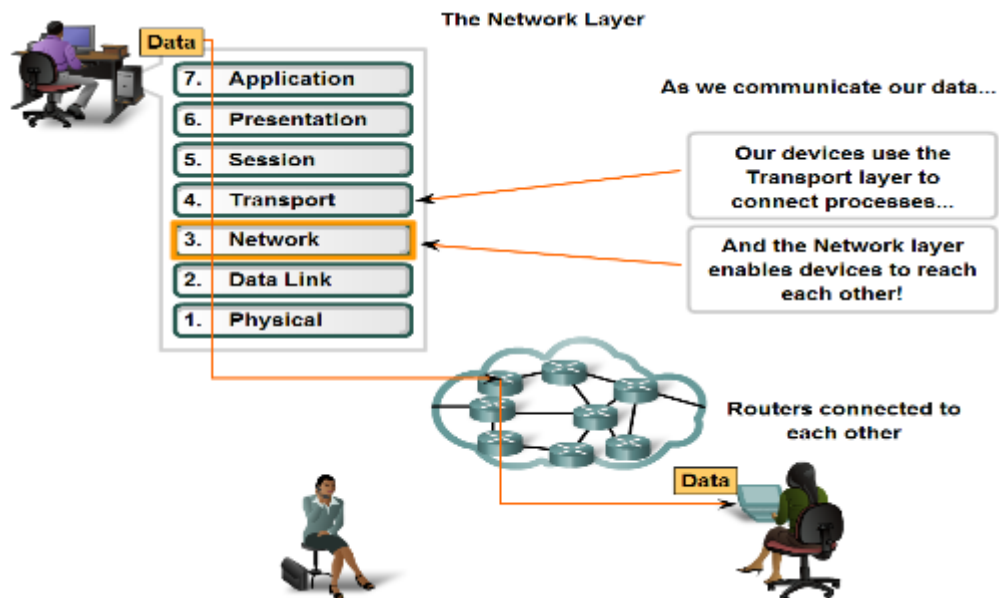 The Network Layer
Data
7. Application
6. Presentation
5. Session
4. Transport
3. Network
2. Data Link
1. Physical
As we communicate our data...
Our devices use the
Transport layer to
connect processes...
And the Network layer
enables devices to reach
each other!
Routers connected to
each other
Data